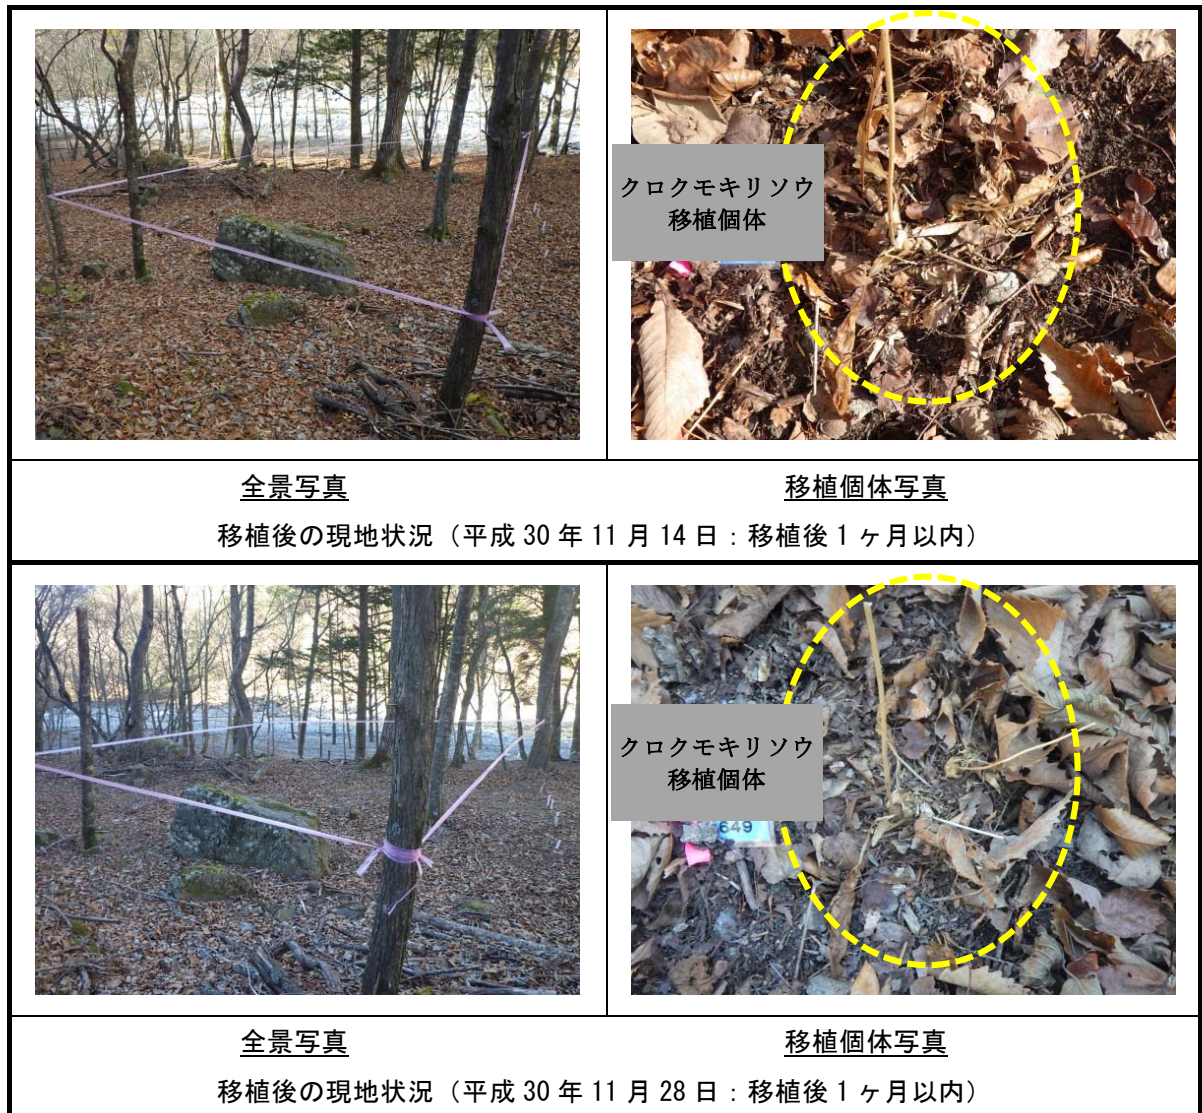 クロクモキリソウ
移植個体
全景写真
移植個体写真
移植後の現地状況（平成 30 年 11 月 14 日：移植後 1 ヶ月以内）
クロクモキリソウ
移植個体
649
全景写真
移植個体写真
移植後の現地状況（平成 30 年 11 月 28 日：移植後 1 ヶ月以内）